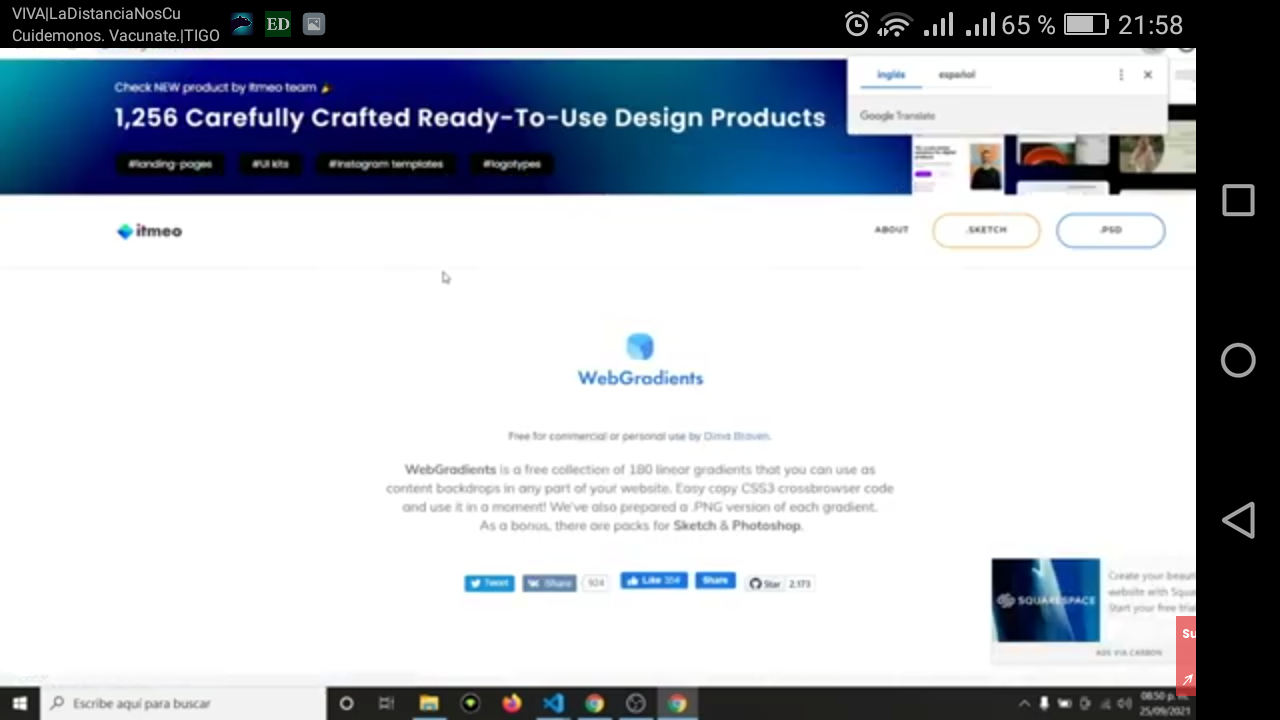 VIVA|LaDistanciaNosCu
Cuidemonos. Vacunate.|TIGO
ED
65 %
21:58
Check NEW product by itmeo team
1,256 Carefully Crafted Ready-To-Use Design Products
#landing-pages
#UI kits
#instagram templates
#logotypes
inglés
español
Google Translate
itmeo
ABOUT
.SKETCH
.PSD
WebGradients
Free for commercial or personal use by Dima Braven.
WebGradients is a free collection of 180 linear gradients that you can use as
content backdrops in any part of your website. Easy copy CSS3 crossbrowser code
and use it in a moment! We've also prepared a .PNG version of each gradient.
As a bonus, there are packs for Sketch & Photoshop.
Tweet
Share
924
Like 354
Share
Star
2,173
SQUARESPACE
Create your beau
website with Squa
Start your free tria
ADS VIA CARBON
Su
Escribe aquí para buscar
08:50 p.
25/09/2021